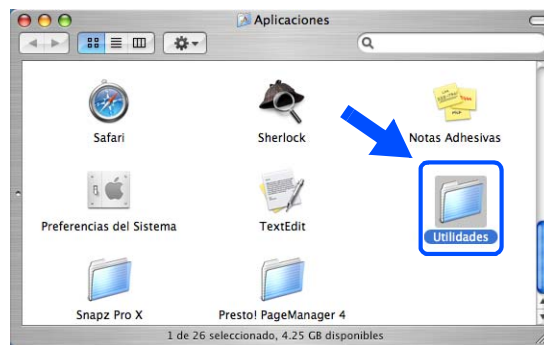 Aplicaciones
Safari
Sherlock
Notas Adhesivas
Preferencias del Sistema
TextEdit
Utilidades
Snapz Pro X
Presto! PageManager 4
1 de 26 seleccionado, 4.25 GB disponibles